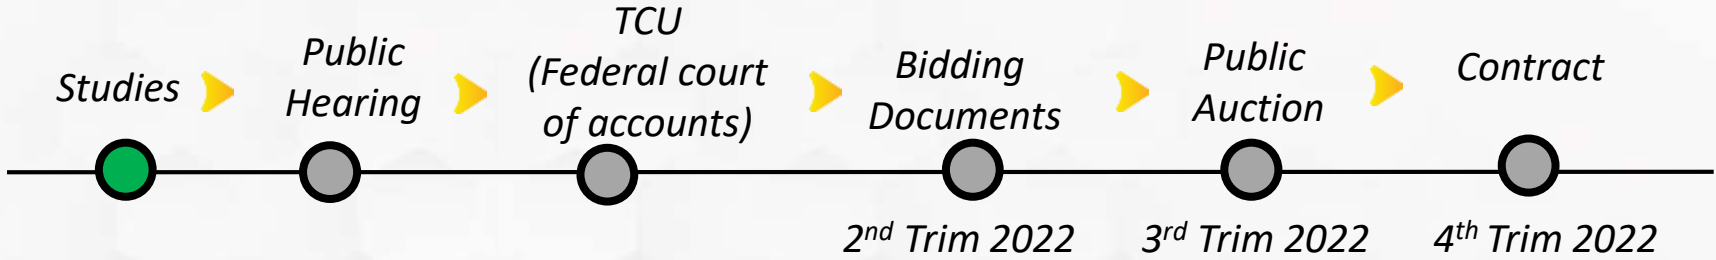 Studies
Public
Hearing
TCU
(Federal court
of accounts)
Bidding
Documents
Public
Auction
Contract
2nd Trim 2022
3rd Trim 2022
4th Trim 2022